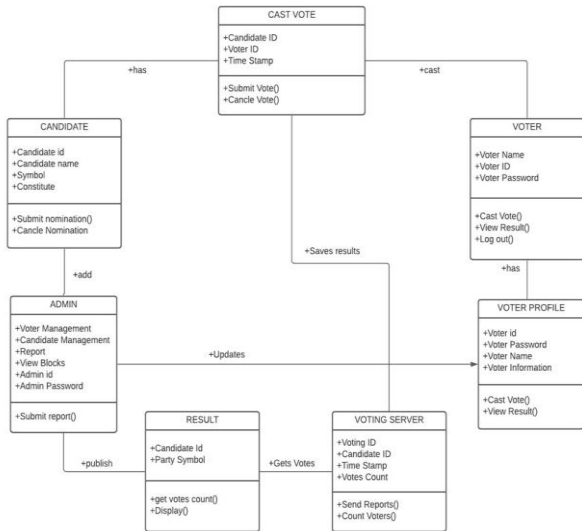 CAST VOTE
+Candidate ID
+Voter ID
+Time Stamp
+Submit Vote()
+Cancle Vote()
+has
+cast
CANDIDATE
+Candidate id
+Candidate name
+Symbol
+Constitute
+Submit nomination()
+Cancle Nomination
VOTER
+Voter Name
+Voter ID
+Voter Password
+Cast Vote()
+View Result()
+Log out()
+Saves results
+add
+has
ADMIN
+Voter Management
+Candidate Management
+Report
+View Blocks
+Admin id
+Admin Password
+Submit report()
+Updates
VOTER PROFILE
+Voter id
+Voter Password
+Voter Name
+Voter Information
+Cast Vote()
+View Result()
+publish
RESULT
+Candidate Id
+Party Symbol
+get votes count()
+Display()
+Gets Votes
VOTING SERVER
+Voting ID
+Candidate ID
+Time Stamp
+Votes Count
+Send Reports()
+Count Voters()